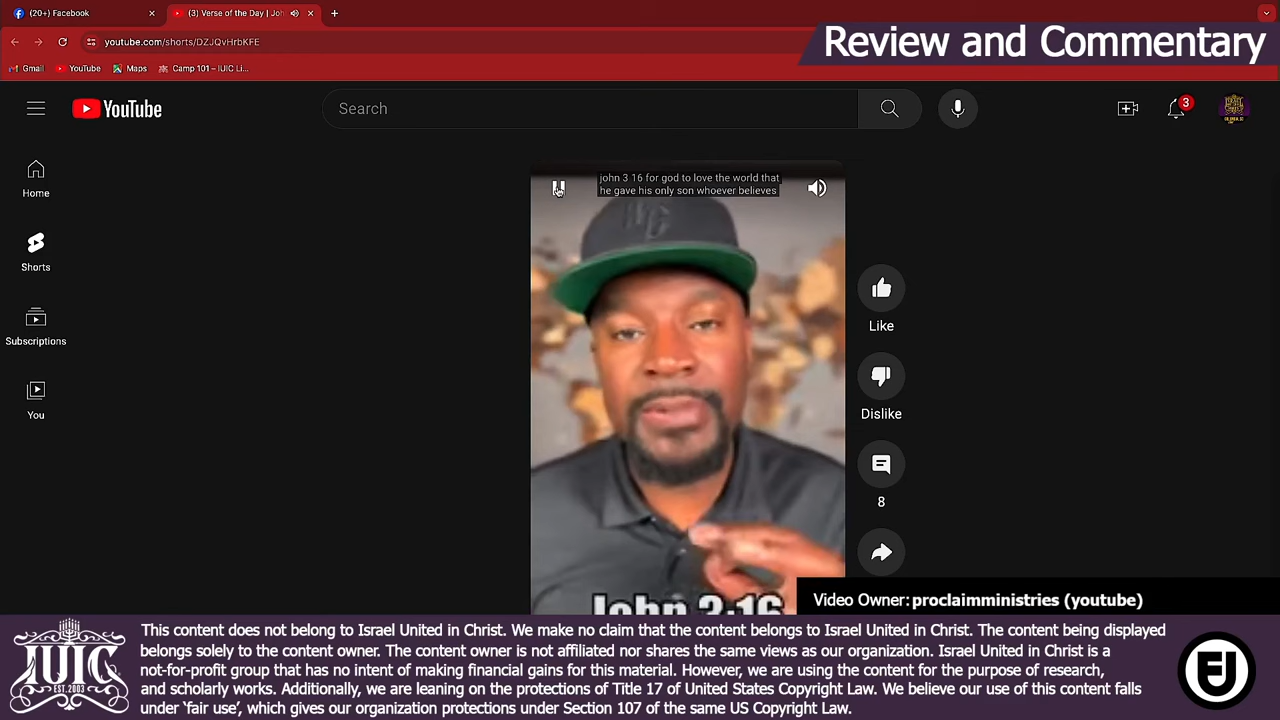 (20+) Facebook
(3) Verse of the Day | Joh
Review and Commentary
youtube.com/shorts/DZJQvHrbKFE
Gmail
YouTube
Maps
Camp 101 – IUIC Li...
YouTube
Search
3
Home
Shorts
Subscriptions
You
john 3 16 for god to love the world that
he gave his only son whoever believes
Like
Dislike
8
John 3:16
Video Owner: proclaimministries (youtube)
This content does not belong to Israel United in Christ. We make no claim that the content belongs to Israel United in Christ. The content being displayed
belongs solely to the content owner. The content owner is not affiliated nor shares the same views as our organization. Israel United in Christ is a
not-for-profit group that has no intent of making financial gains for this material. However, we are using the content for the purpose of research,
and scholarly works. Additionally, we are leaning on the protections of Title 17 of United States Copyright Law. We believe our use of this content falls
under ‘fair use’, which gives our organization protections under Section 107 of the same US Copyright Law.
IUIC
EST. 2003